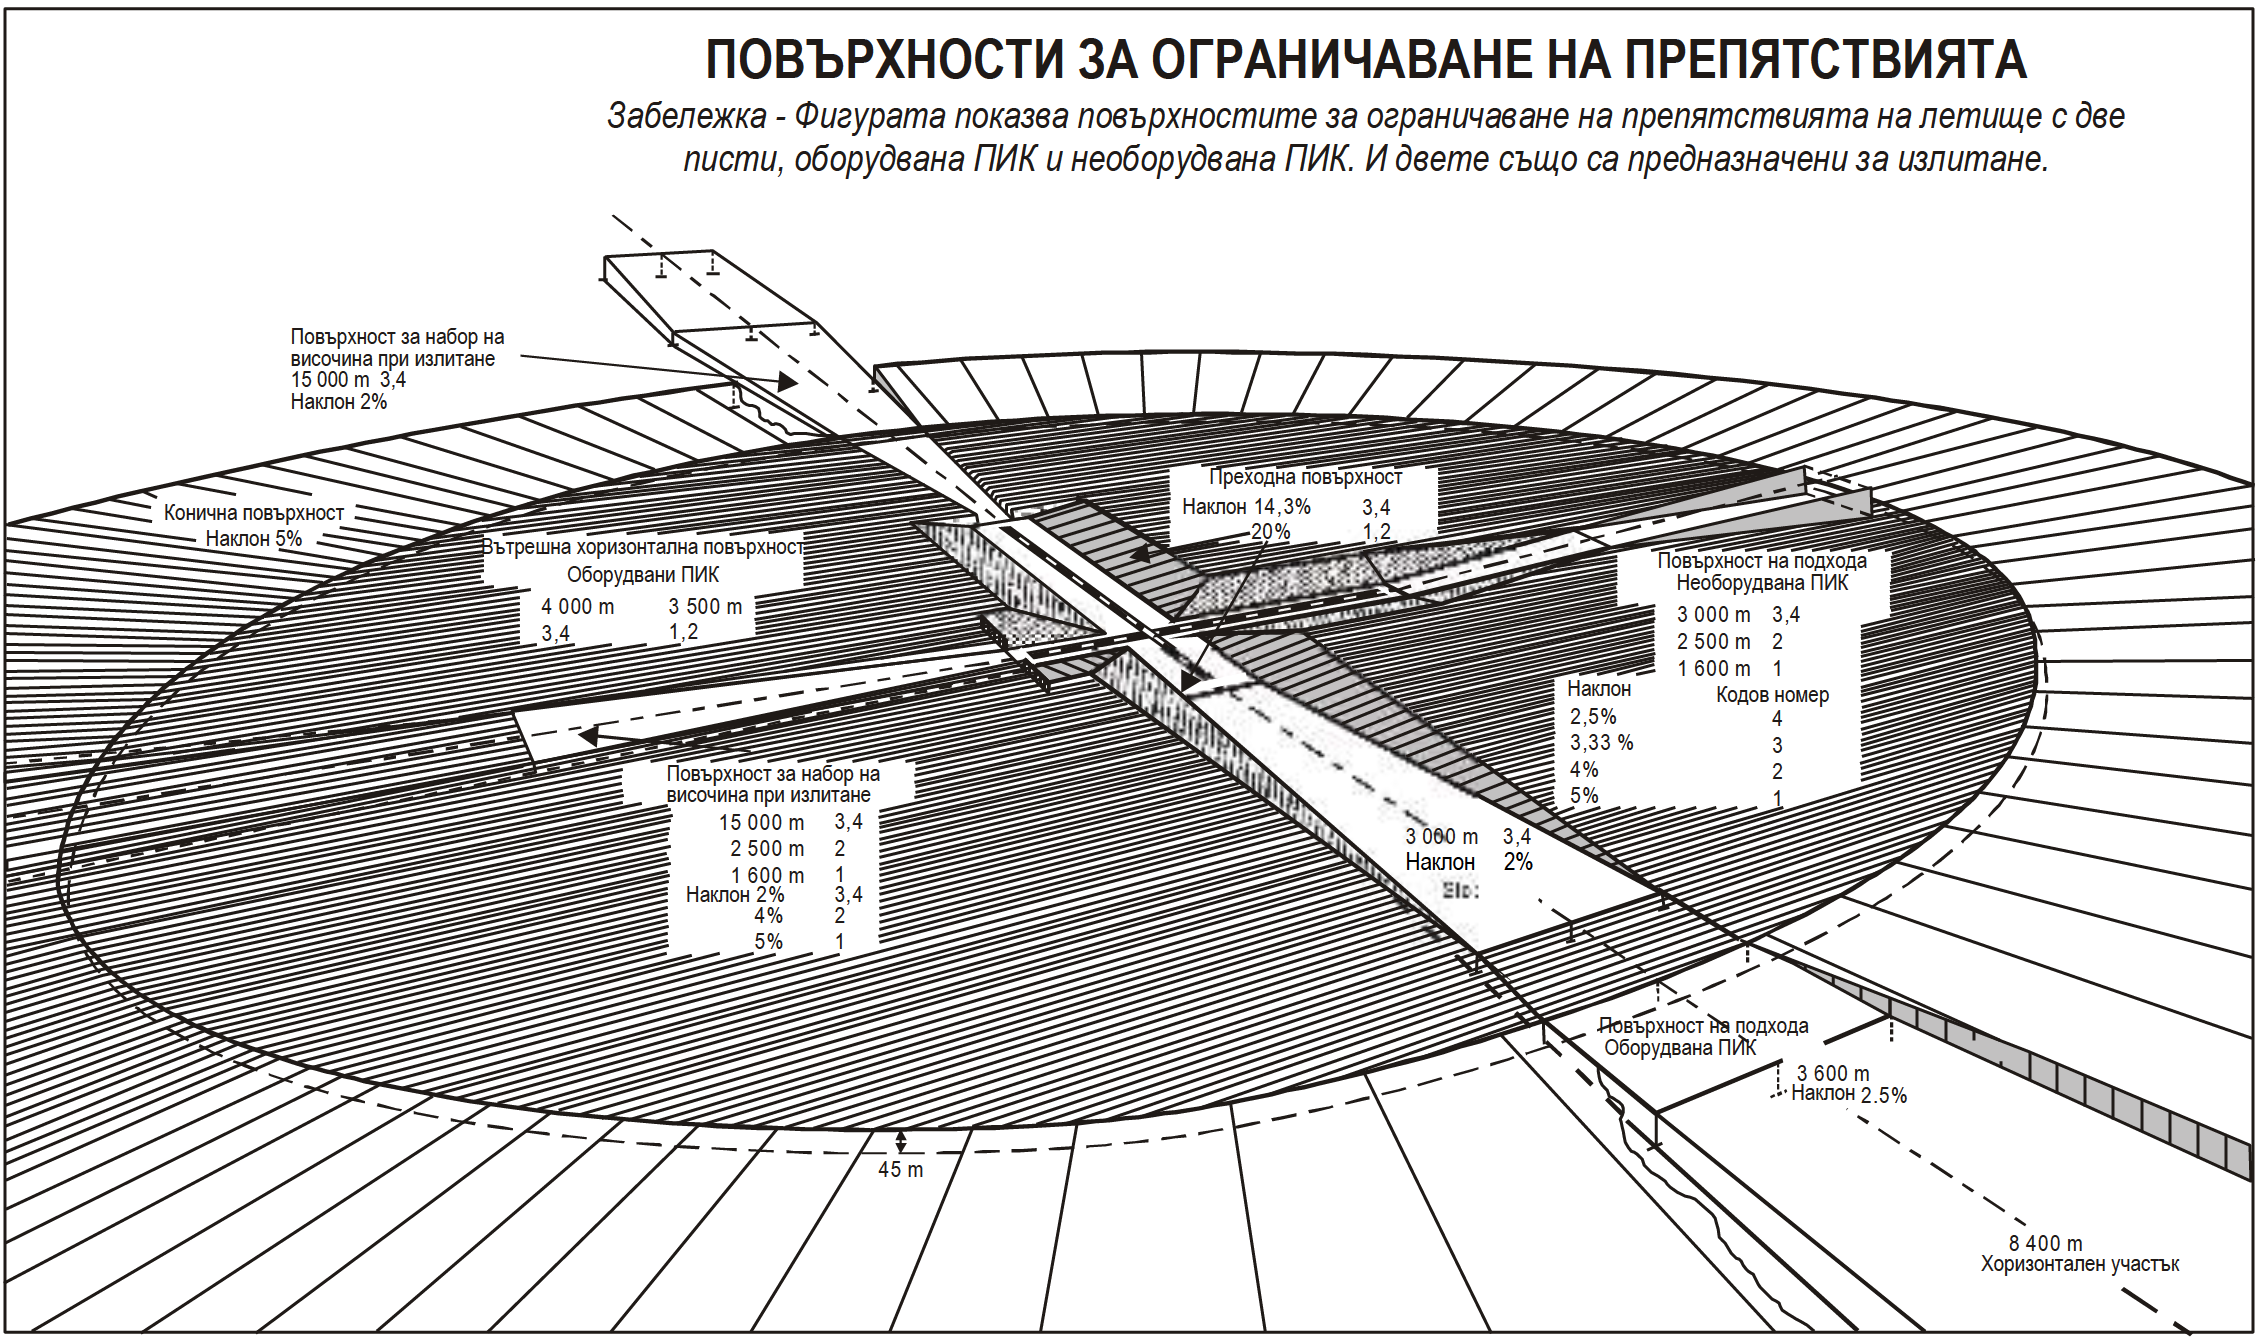 ПОВЪРХНОСТИ ЗА ОГРАНИЧАВАНЕ НА ПРЕПЯТСТВИЯТА
Забележка - Фигурата показва повърхностите за ограничаване на препятствията на летище с две
писти, оборудвана ПИК и необорудвана ПИК. И двете също са предназначени за излитане.
Повърхност за набор на
височина при излитане
15 000 m 3,4
Наклон 2%
Конична повърхност
Наклон 5%
Вътрешна хоризонтална повърхност
Оборудвани ПИК
4 000 m 3 500 m
3,4 1,2
Преходна повърхност
Наклон 14,3% 3,4
20% 1,2
Повърхност на подхода
Необорудвана ПИК
3 000 m 3,4
2 500 m 2
1 600 m 1
Наклон Кодов номер
2,5% 4
3,33 % 3
4% 2
5% 1
Повърхност за набор на
височина при излитане
15 000 m 3,4
2 500 m 2
1 600 m 1
Наклон 2% 3,4
4% 2
5% 1
3 000 m 3,4
Наклон 2%
Повърхност на подхода
Оборудвана ПИК
3 600 m
Наклон 2.5%
45 m
8 400 m
Хоризонтален участък